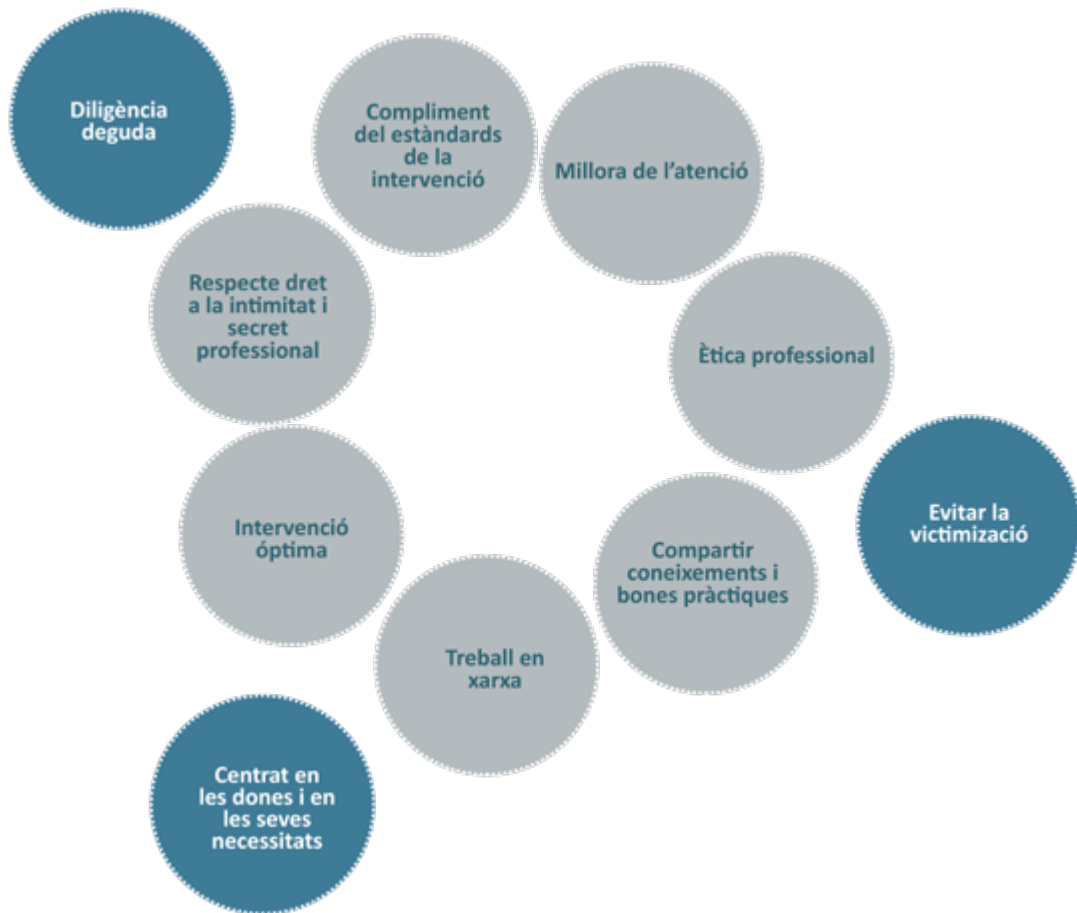 Diligència
deguda
Compliment
del estàndards
de la
intervenció
Millora de l'atenció
Respecte dret
a la intimitat i
secret
professional
Ètica professional
Intervenció
óptima
Evitar la
victimizació
Compartir
coneixements i
bones pràctiques
Treball en
xarxa
Centrat en
les dones i en
les seves
necessitats